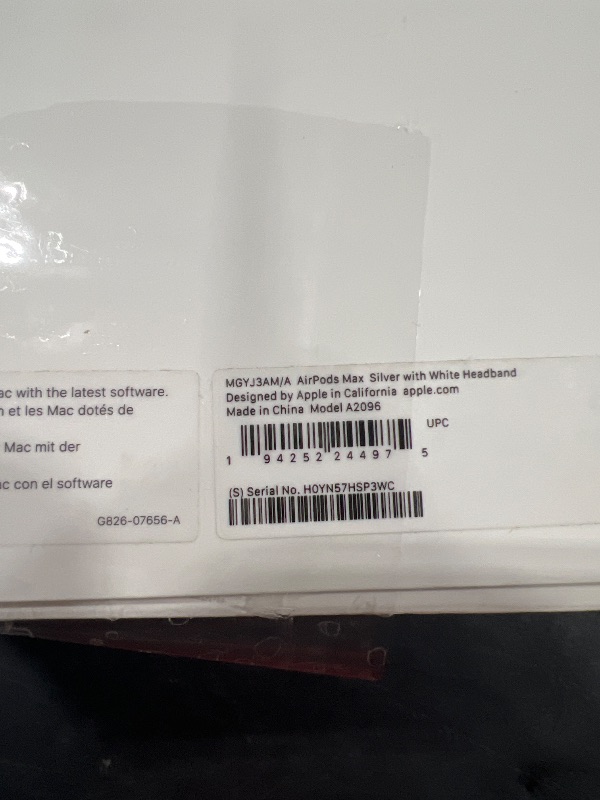 ac with the latest software.
n et les Mac dotés de
Mac mit der
ac con el software
G826-07656-A
MGYJ3AM/A AirPods Max Silver with White Headband
Designed by Apple in California apple.com
Made in China Model A2096
UPC
1 94252 24497 5
(S) Serial No. H0YN57HSP3WC